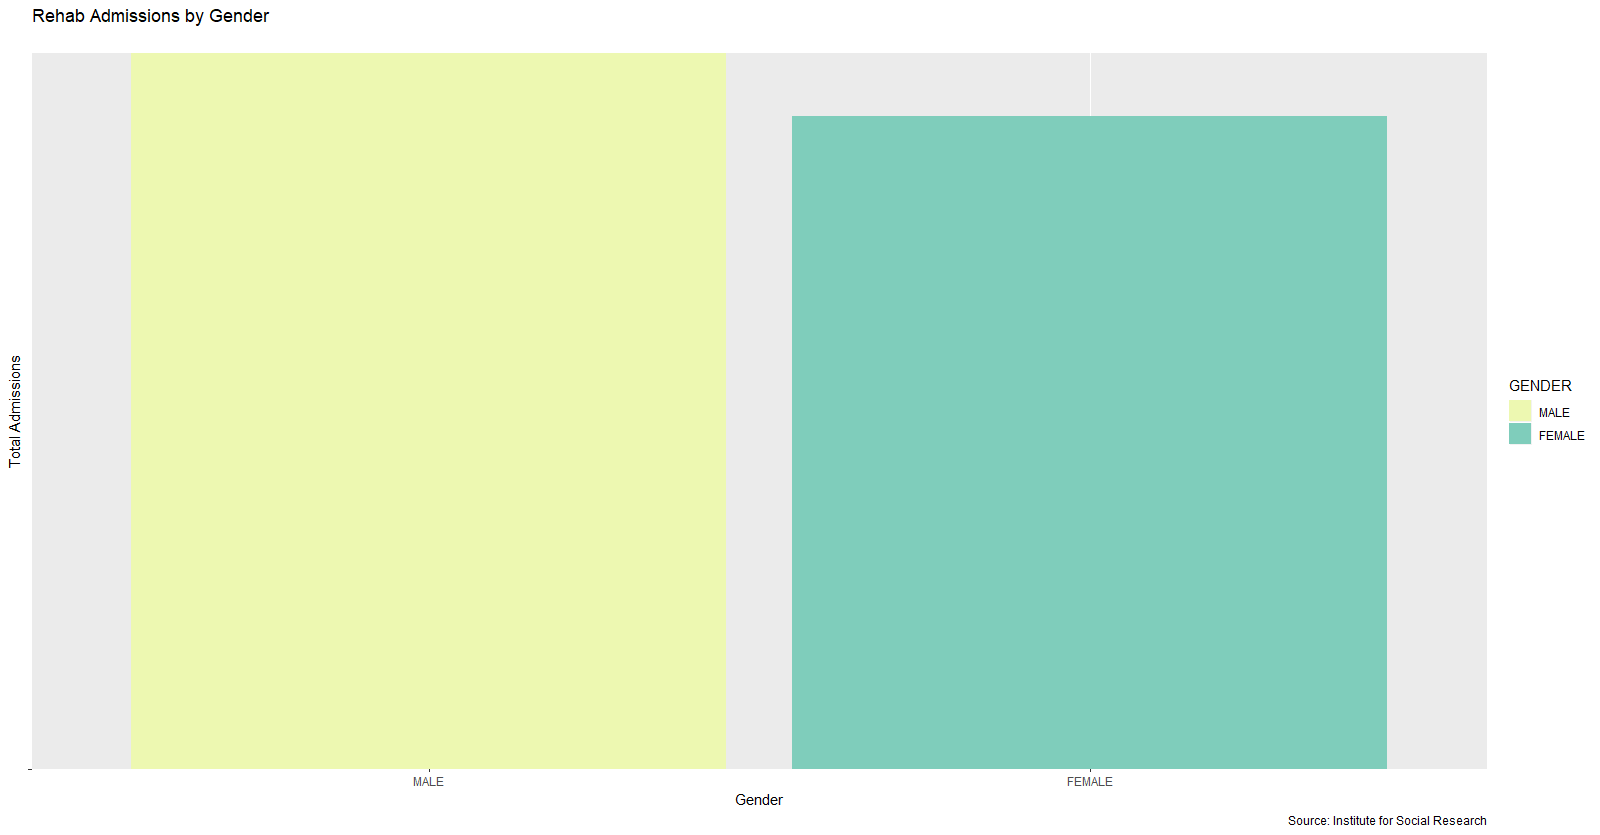 Rehab Admissions by Gender
Total Admissions
MALE
FEMALE
Gender
GENDER
MALE
FEMALE
Source: Institute for Social Research